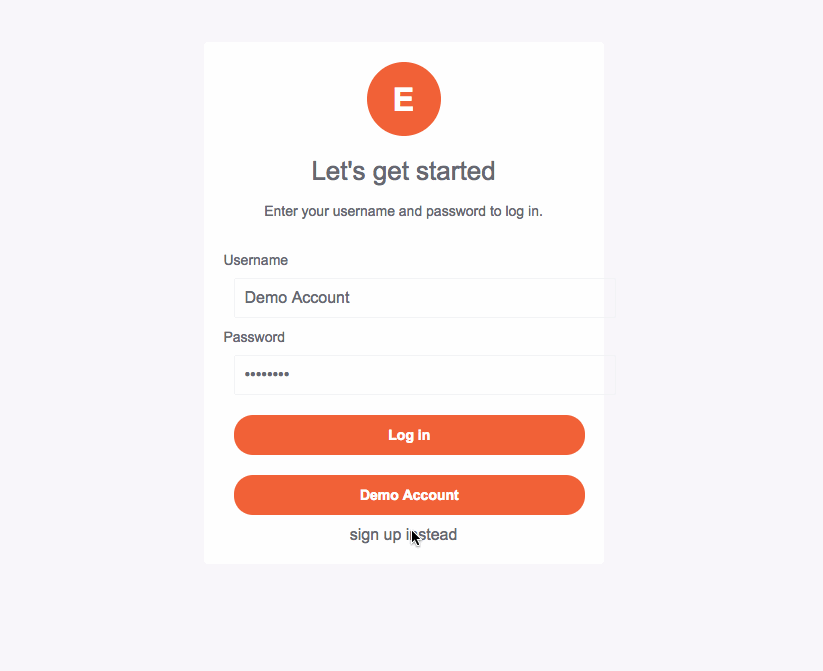 E
Let's get started
Enter your username and password to log in.
Username
Demo Account
Password
••••••••
Log In
Demo Account
sign up instead